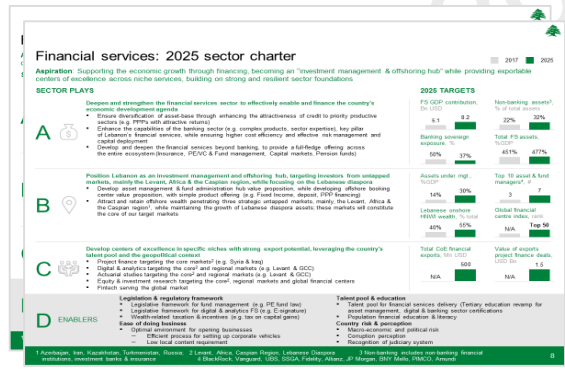 Financial services: 2025 sector charter
2017 2025
Aspiration Supporting the economic growth through financing, becoming an "investment management & offshoring hub" while providing exportable
centers of excellence across niche services, building on strong and resilient sector foundations
SECTOR PLAYS
2025 TARGETS
A
Deepen and strengthen the financial services sector to effectively enable and finance the country's
economic development agenda
Ensure diversification of asset-base through enhancing the attractiveness of credit to priority productive
sectors (e.g. PPPs with attractive returns)
Enhance the capabilities of the banking sector (e.g. complex products, sector expertise), key pillar
of Lebanon's financial services, while ensuring higher cost efficiency and effective risk management and
capital deployment
Develop and deepen the financial services beyond banking, to provide a full-fledged offering across
the entire ecosystem (Insurance, PE/VC & Fund management, Capital markets, Pension funds)
FS GDP contribution,
Bn USD
6.1 8.2
Non-banking assets³,
% of total assets
22% 32%
Banking sovereign
exposure, %
50% 37%
Total FS assets,
%GDP
451% 477%
B
Position Lebanon as an investment management and offshoring hub, targeting investors from untapped
markets, mainly the Levant, Africa & the Caspian region, while focusing on the Lebanese diaspora
Develop asset management & fund administration hub value proposition, while developing offshore banking
center value proposition, with simple product offering (e.g. Food income, deposit, PPP financing)
Attract and retain offshore wealth penetrating three strategic untapped markets, mainly, the Levant, Africa &
the Caspian region¹, while maintaining the growth of Lebanese diaspora assets; these markets will constitute
the core of our target markets
Assets under mgt.,
%GDP
14% 30%
Top 10 asset & fund
managers⁴, #
3 7
Lebanese onshore
HNWI wealth, % total
40% 55%
Global financial
centre index, rank
N/A Top 50
C
Develop centers of excellence in specific niches with strong export potential, leveraging the country's
talent pool and the geopolitical context
Project finance targeting the core markets² (e.g. Syria & Iraq)
Digital & analytics targeting the core² and regional markets (e.g. Levant & GCC)
Actuarial studies targeting the core² and regional markets (e.g. Levant & GCC)
Equity & investment research targeting the core², regional markets and global financial centers
Fintech serving the global market
Total CoE financial
exports, Mn USD
N/A 500
Value of exports
project finance deals,
USD Bn
N/A 1.5
D ENABLERS
Legislation & regulatory framework
Legislative framework for fund management (e.g. PE fund law)
Legislative framework for digital & analytics FS (e.g. E-signature)
Wealth-related taxation & incentives (e.g. tax on capital gains)
Ease of doing business
Optimal environment for opening businesses
– Efficient process for setting up corporate vehicles
– Low local content requirement
Talent pool & education
Talent pool for financial services delivery (Tertiary education revamp for
asset management, digital & banking sector certifications
Population financial education & literacy
Country risk & perception
Macro-economic and political risk
Corruption perception
Recognition of judiciary system
1 Azerbaijan, Iran, Kazakhstan, Turkmenistan, Russia; 2 Levant, Africa, Caspian Region, Lebanese Diaspora 3 Non-banking includes non-banking financial
institutions, investment banks & insurance 4 BlackRock, Vanguard, UBS, SSGA, Fidelity, Allianz, JP Morgan, BNY Mello, PIMCO, Amundi
8